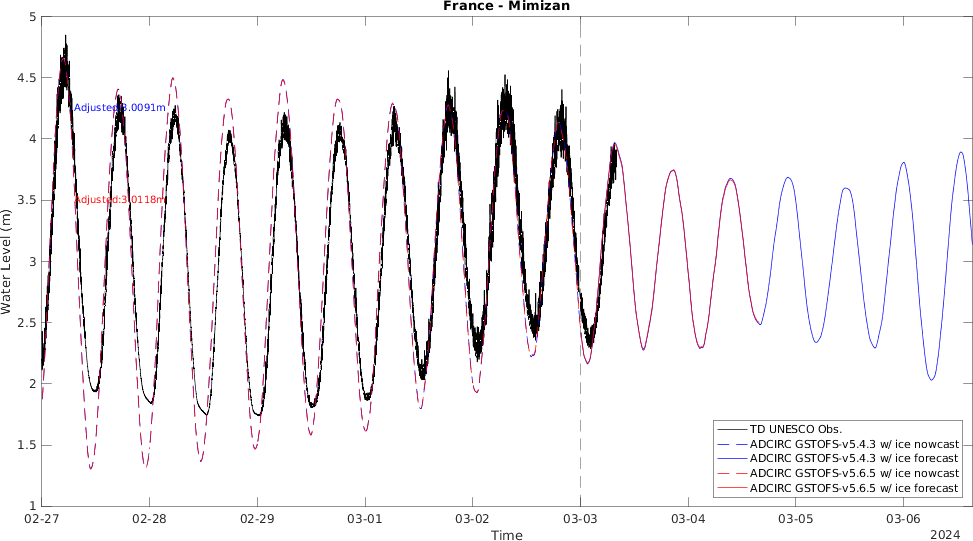 France - Mimizan
5
4.5
4
3.5
3
2.5
2
1.5
1
Water Level (m)
Adjusted:3.0091m
Adjusted:3.0118m
TD UNESCO Obs.
ADCIRC GSTOFS-v5.4.3 w/ ice nowcast
ADCIRC GSTOFS-v5.4.3 w/ ice forecast
ADCIRC GSTOFS-v5.6.5 w/ ice nowcast
ADCIRC GSTOFS-v5.6.5 w/ ice forecast
02-27 02-28 02-29 03-01 03-02 03-03 03-04 03-05 03-06
Time
2024